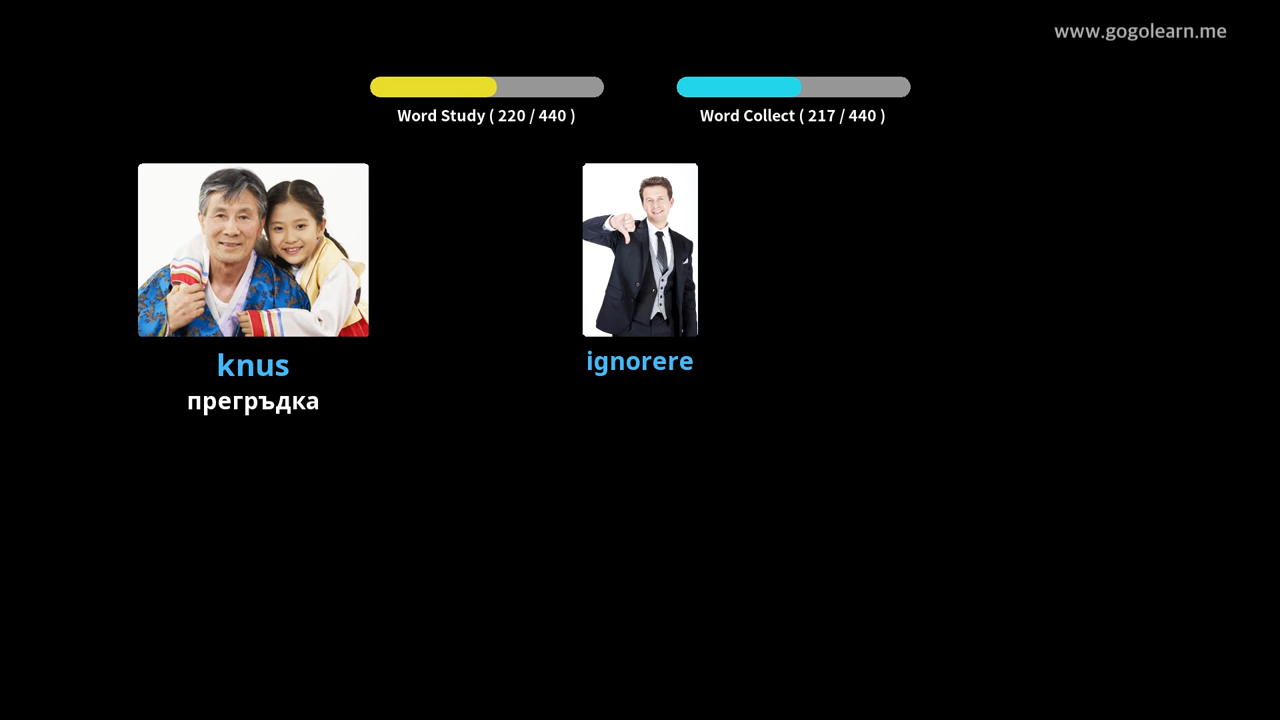 www.gogolearn.me
Word Study ( 220 / 440 )
Word Collect ( 217 / 440 )
knus
прегръдка
ignorere